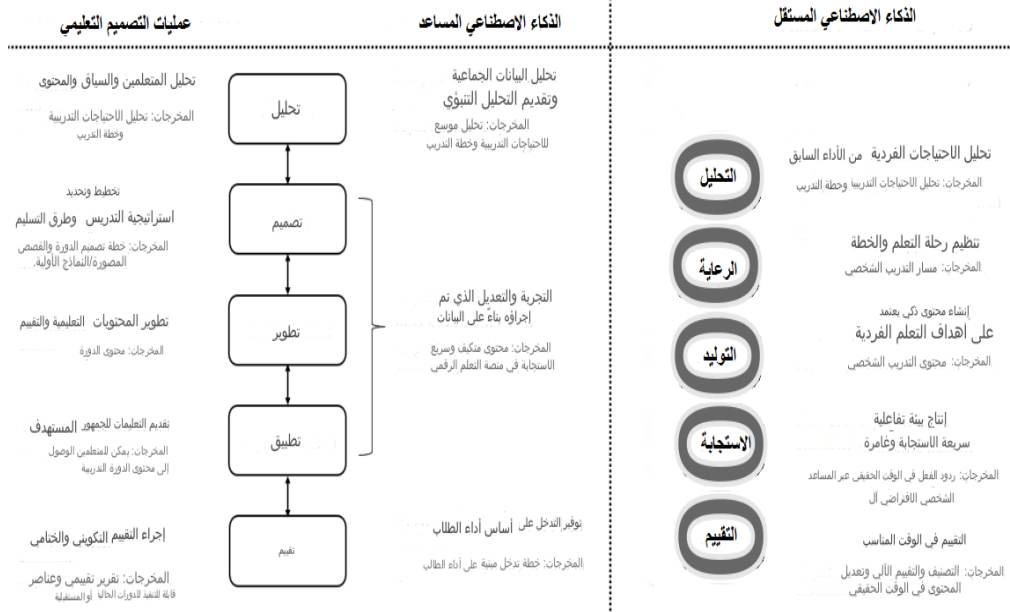 الذكاء الاصطناعي المستقل
الذكاء الاصطناعي المساعد
عمليات التصميم التعليمي
تحليل المتعلمين والسياق والمحتوى
المخرجات: تحليل الاحتياجات التدريبية
وخطة التدريب
تحليل
تحليل البيانات الجماعية
وتقديم التحليل التنبؤي
المخرجات: تحليل موسع
للاحتياجات التدريبية وخطة التدريب
تخطيط وتحديد
استراتيجية التدريس وطرق التسليم
المخرجات: خطة تصميم الدورة والقصص
المصورة/النماذج الأولية.
تصميم
تطوير المحتويات التعليمية والتقييم
المخرجات: محتوى الدورة
تطوير
التجربة والتعديل الذي تم
إجراؤه بناءً على البيانات
المخرجات: محتوى متكيف وسريع
الاستجابة في منصة التعلم الرقمي
تقديم التعليمات للجمهور المستهدف
المخرجات: يمكن للمتعلمين الوصول
إلى محتوى الدورة التدريبية
تطبيق
إجراء التقييم التكويني والختامي
المخرجات: تقرير تقييمي وعناصر
قابلة للتنفيذ للدورات الحالية أو المستقبلية
تقييم
توفير التدخل على أساس أداء الطلاب
المخرجات: خطة تدخل مبنية على أداء الطالب
التحليل
تحليل الاحتياجات الفردية من الأداء السابق
المخرجات: تحليل الاحتياجات التدريبية وخطة التدريب
الرعاية
تنظيم رحلة التعلم والخطة
المخرجات: مسار التدريب الشخصي
التوليد
إنشاء محتوى ذكي يعتمد
على أهداف التعلم الفردية
المخرجات: محتوى التدريب الشخصي
الاستجابة
إنتاج بيئة تفاعلية
سريعة الاستجابة وغامرة
المخرجات: ردود الفعل في الوقت الحقيقي عبر المساعد
الشخصي الافتراضي آل
التقييم
التقييم في الوقت المناسب
المخرجات: التصنيف والتقييم الآلي وتعديل
المحتوى في الوقت الحقيقي